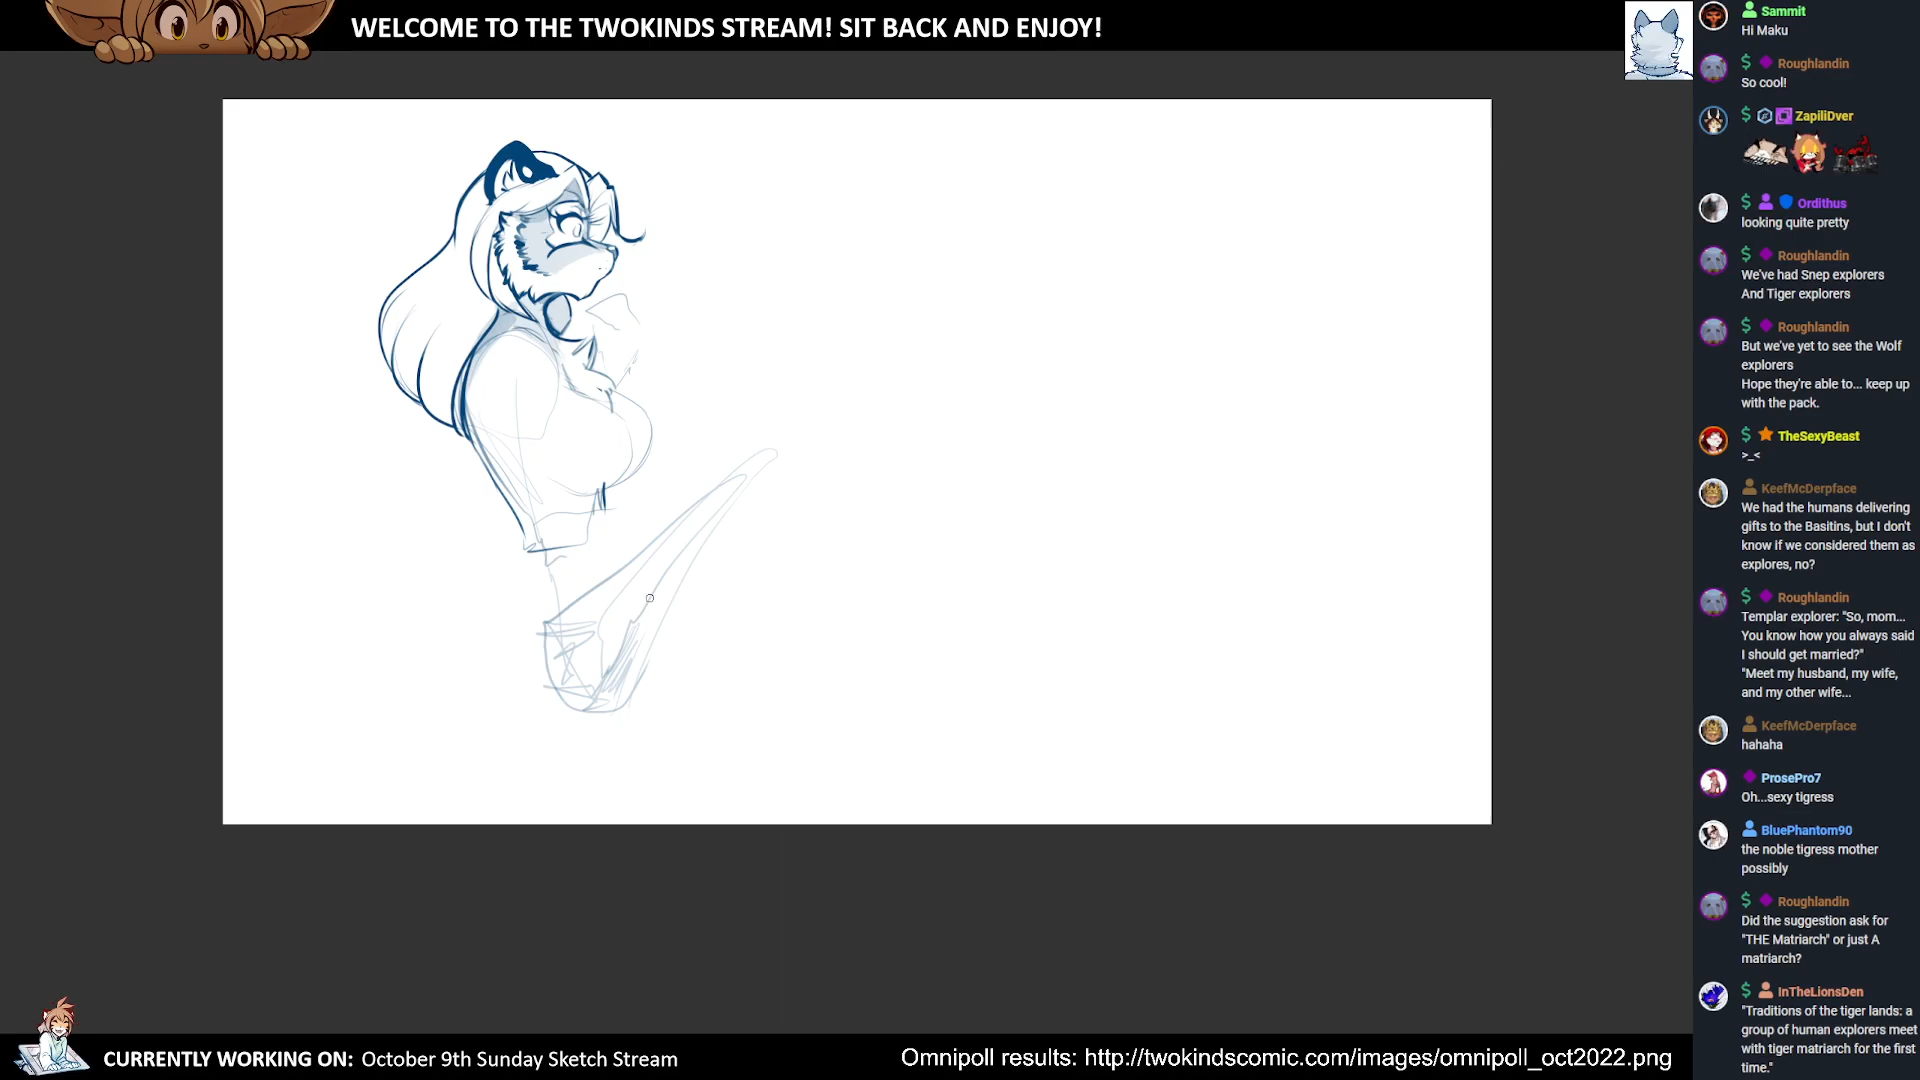 WELCOME TO THE TWOKINDS STREAM! SIT BACK AND ENJOY!
Sammit
Hi Maku
Roughlandin
So cool!
ZapiliDver
Ordithus
looking quite pretty
Roughlandin
We've had Snep explorers
And Tiger explorers
Roughlandin
But we've yet to see the Wolf
explorers
Hope they're able to... keep up
with the pack.
TheSexyBeast
>_<
KeefMcDerpface
We had the humans delivering
gifts to the Basitins, but I don't
know if we considered them as
explores, no?
Roughlandin
Templar explorer: "So, mom...
You know how you always said
I should get married?"
"Meet my husband, my wife,
and my other wife...
KeefMcDerpface
hahaha
ProsePro7
Oh...sexy tigress
BluePhantom90
the noble tigress mother
possibly
Roughlandin
Did the suggestion ask for
"THE Matriarch" or just A
matriarch?
InTheLionsDen
"Traditions of the tiger lands: a
group of human explorers meet
with tiger matriarch for the first
time."
CURRENTLY WORKING ON: October 9th Sunday Sketch Stream
Omnipoll results: http://twokindscomic.com/images/omnipoll_oct2022.png